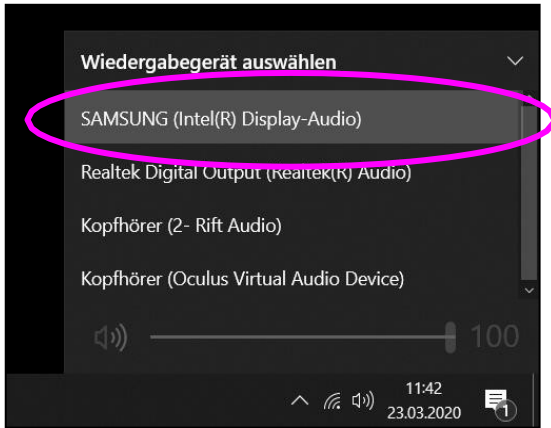 Wiedergabegerät auswählen
SAMSUNG (Intel(R) Display-Audio)
Realtek Digital Output (Realtek(R) Audio)
Kopfhörer (2- Rift Audio)
Kopfhörer (Oculus Virtual Audio Device)
100
11:42
23.03.2020
1